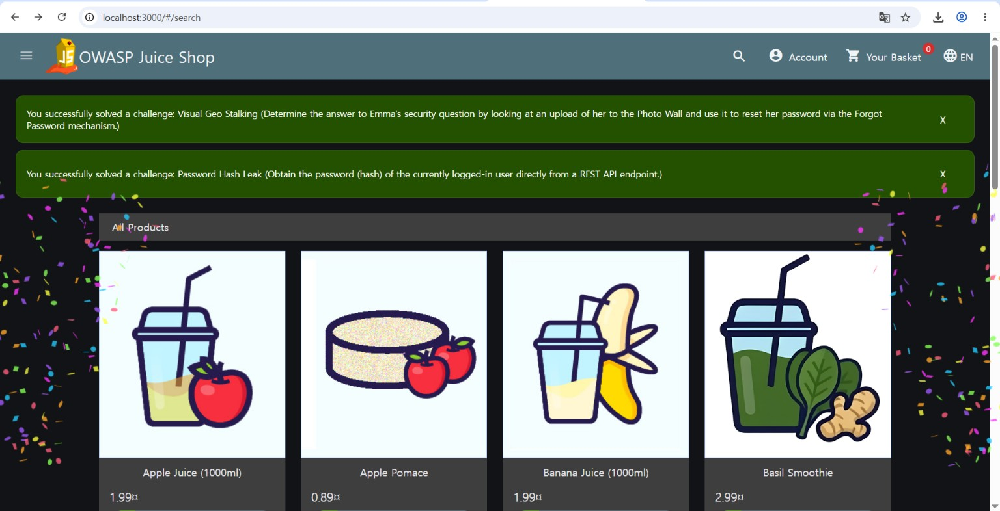 localhost:3000/#/search
JS OWASP Juice Shop Account Your Basket 0 EN
You successfully solved a challenge: Visual Geo Stalking (Determine the answer to Emma's security question by looking at an upload of her to the Photo Wall and use it to reset her password via the Forgot
Password mechanism.) X
You successfully solved a challenge: Password Hash Leak (Obtain the password (hash) of the currently logged-in user directly from a REST API endpoint.) X
All Products
Apple Juice (1000ml) Apple Pomace Banana Juice (1000ml) Basil Smoothie
1.99¤ 0.89¤ 1.99¤ 2.99¤